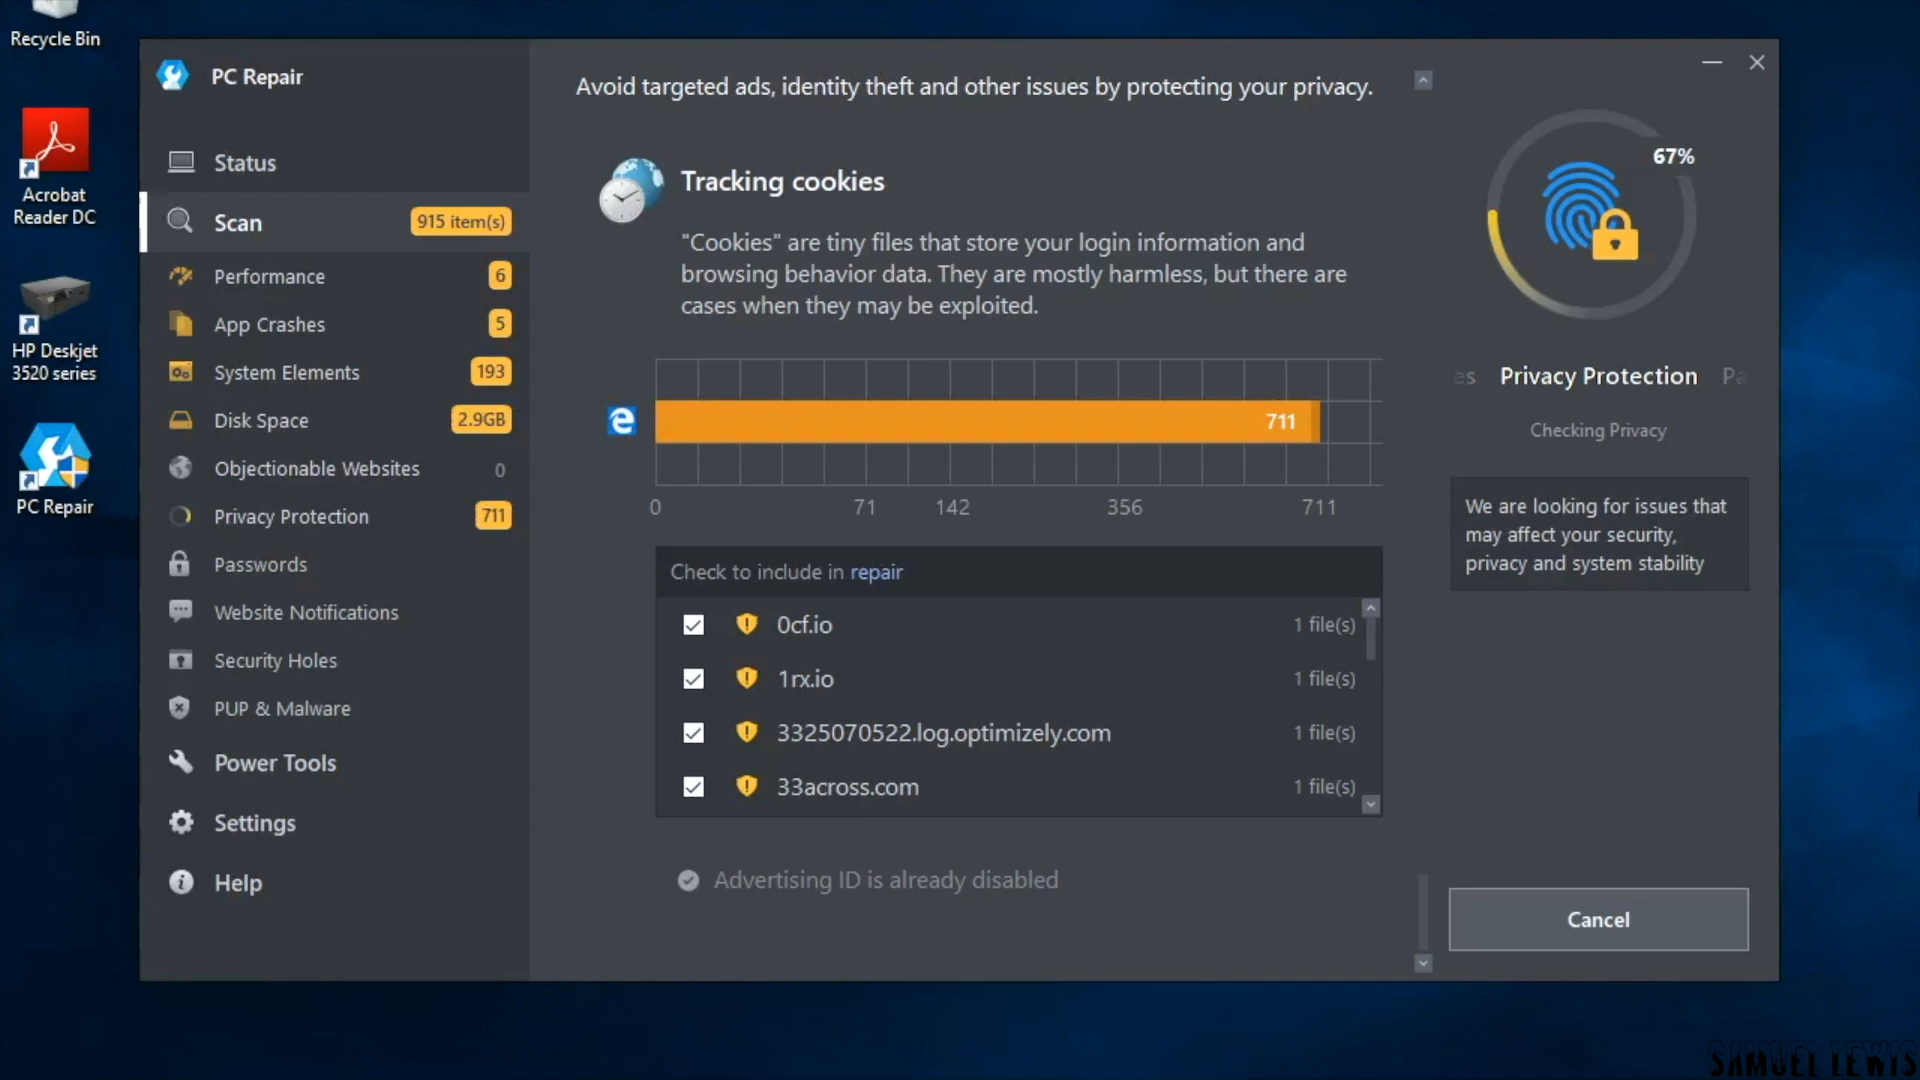 Recycle Bin
Acrobat
Reader DC
HP Deskjet
3520 series
PC Repair
PC Repair
Status
Scan 915 item(s)
Performance 6
App Crashes 5
System Elements 193
Disk Space 2.9GB
Objectionable Websites 0
Privacy Protection 711
Passwords
Website Notifications
Security Holes
PUP & Malware
Power Tools
Settings
Help
Avoid targeted ads, identity theft and other issues by protecting your privacy.
Tracking cookies
"Cookies" are tiny files that store your login information and
browsing behavior data. They are mostly harmless, but there are
cases when they may be exploited.
711
0 71 142 356 711
Check to include in repair
0cf.io 1 file(s)
1rx.io 1 file(s)
3325070522.log.optimizely.com 1 file(s)
33across.com 1 file(s)
Advertising ID is already disabled
67%
es Privacy Protection Pa
Checking Privacy
We are looking for issues that
may affect your security,
privacy and system stability
Cancel
SAMUEL LEWIS